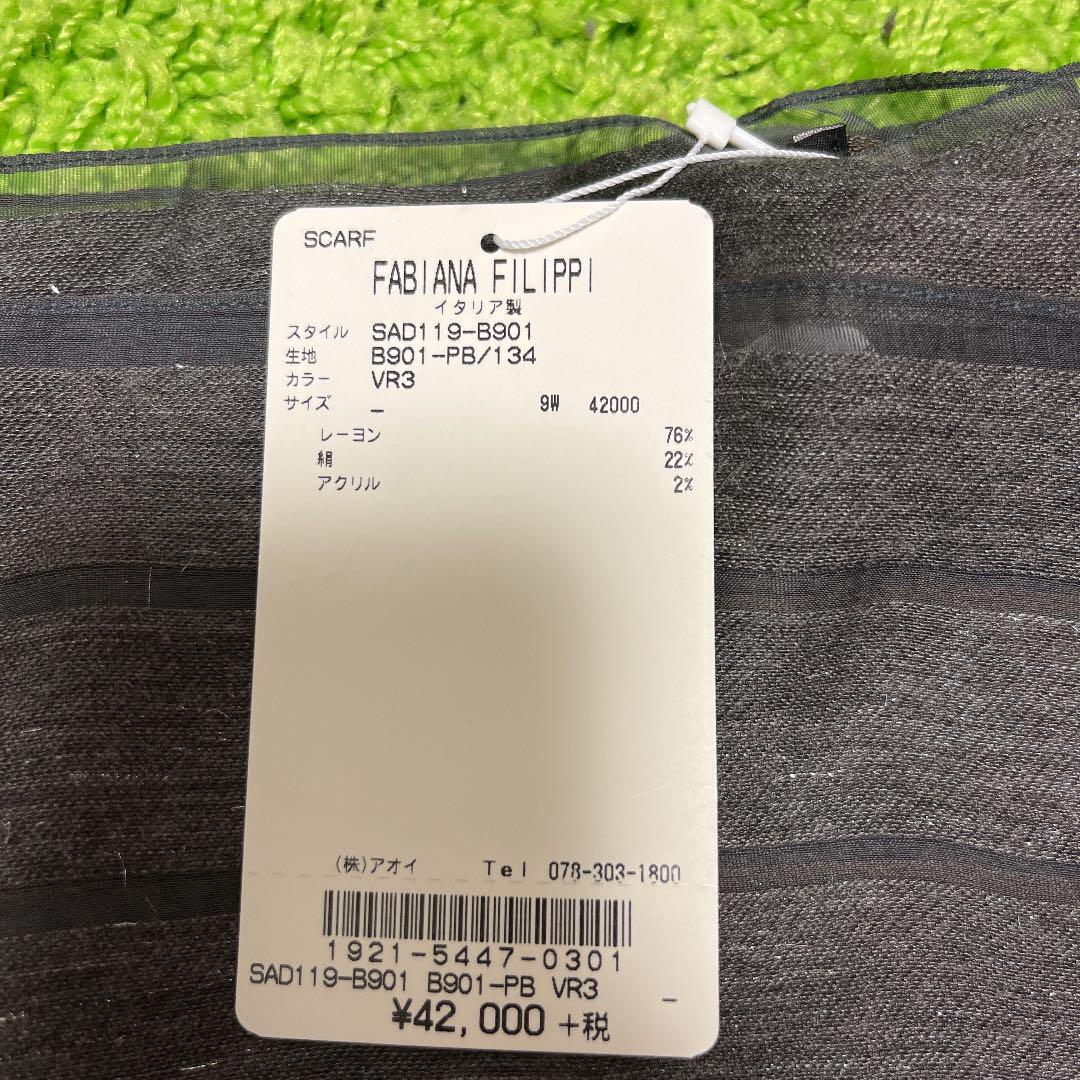 SCARF
FABIANA FILIPPI
イタリア製
スタイル SAD119-B901
生地 B901-PB/134
カラー VR3
サイズ － 9W 42000
レーヨン 76%
絹 22%
アクリル 2%
(株)アオイ Tel 078-303-1800
1921-5447-0301
SAD119-B901 B901-PB VR3 －
¥42,000 +税